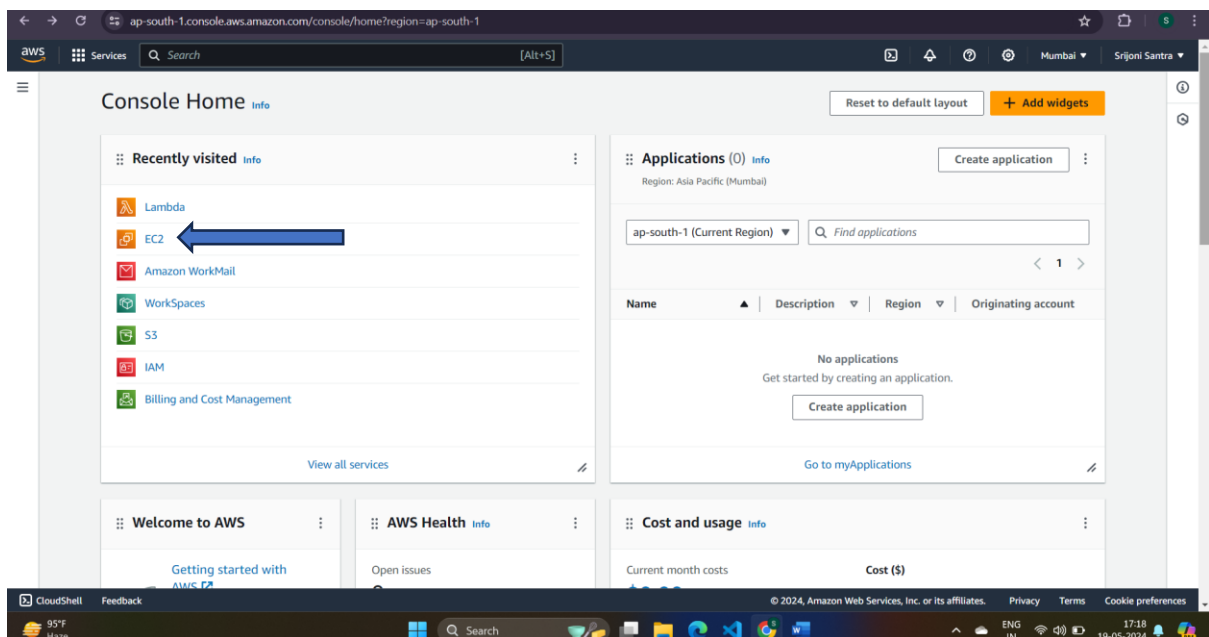 ap-south-1.console.aws.amazon.com/console/home?region=ap-south-1
S
aws Services Search [Alt+S] Mumbai Srijoni Santra
Console Home Info
Reset to default layout + Add widgets
Recently visited Info
Lambda
EC2
Amazon WorkMail
WorkSpaces
S3
IAM
Billing and Cost Management
View all services
Applications (0) Info
Create application
Region: Asia Pacific (Mumbai)
ap-south-1 (Current Region) Find applications
1
Name Description Region Originating account
No applications
Get started by creating an application.
Create application
Go to myApplications
Welcome to AWS
Getting started with
AWS
AWS Health Info
Open issues
Cost and usage Info
Current month costs
Cost ($)
CloudShell Feedback © 2024, Amazon Web Services, Inc. or its affiliates. Privacy Terms Cookie preferences
95°F
Haze
Search
ENG
IN
17:18
19-05-2024